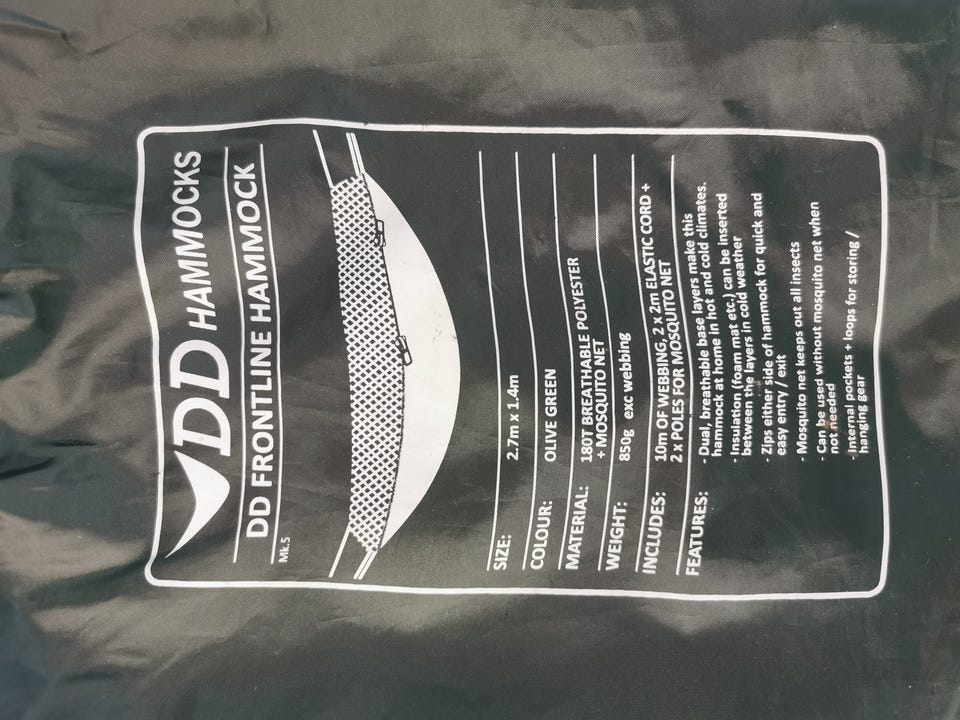 DD HAMMOCKS
DD FRONTLINE HAMMOCK
Mk.5
SIZE: 2.7m x 1.4m
COLOUR: OLIVE GREEN
MATERIAL: 180T BREATHABLE POLYESTER
+ MOSQUITO NET
WEIGHT: 850g exc webbing
INCLUDES: 10m OF WEBBING, 2 x 2m ELASTIC CORD +
2 x POLES FOR MOSQUITO NET
FEATURES: - Dual, breathable base layers make this
hammock at home in hot and cold climates.
- Insulation (foam mat etc.) can be inserted
between the layers in cold weather
- Zips either side of hammock for quick and
easy entry / exit
- Mosquito net keeps out all insects
- Can be used without mosquito net when
not needed
- Internal pockets + loops for storing /
hanging gear